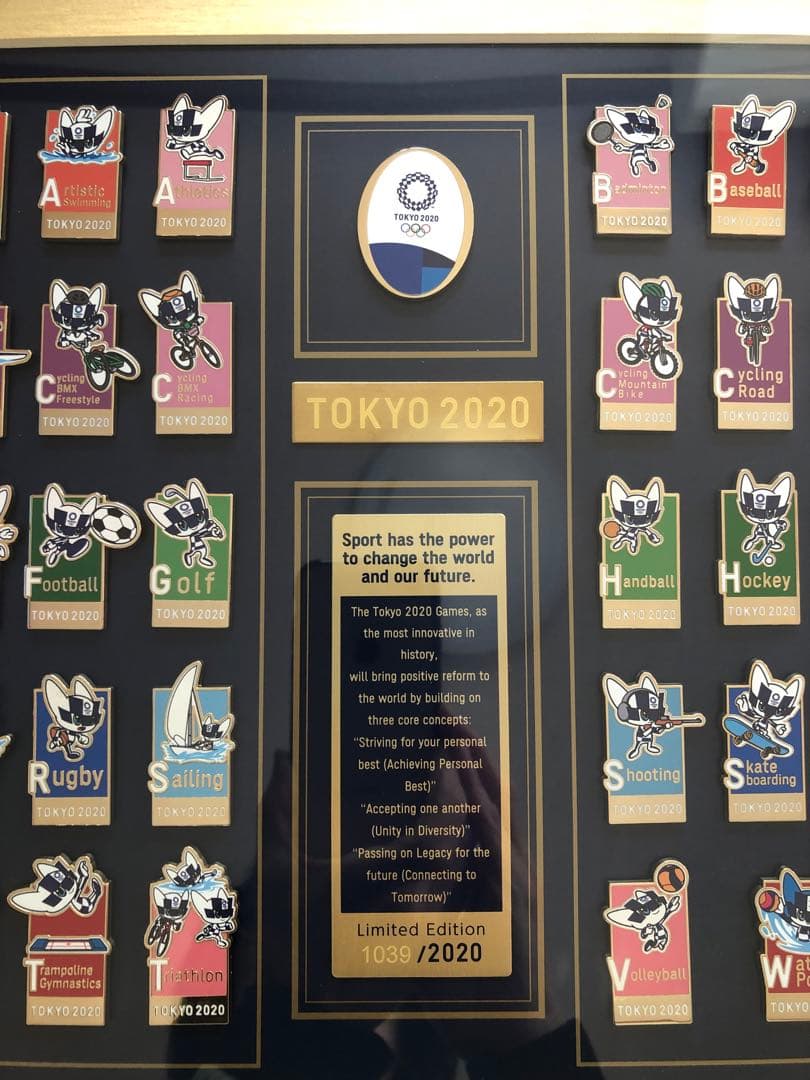 Artistic
Swimming
TOKYO 2020
Athletics
TOKYO 2020
TOKYO 2020
Badminton
TOKYO 2020
Baseball
TOKYO 2020
Cycling
BMX
Freestyle
TOKYO 2020
Cycling
BMX
Racing
TOKYO 2020
TOKYO 2020
Cycling
Mountain
Bike
TOKYO 2020
Cycling
Road
TOKYO 2020
Football
TOKYO 2020
Golf
TOKYO 2020
Sport has the power
to change the world
and our future.
The Tokyo 2020 Games, as
the most innovative in
history,
will bring positive reform to
the world by building on
three core concepts:
“Striving for your personal
best (Achieving Personal
Best)”
“Accepting one another
(Unity in Diversity)”
“Passing on Legacy for the
future (Connecting to
Tomorrow)”
Limited Edition
1039 /2020
Handball
TOKYO 2020
Hockey
TOKYO 2020
Rugby
TOKYO 2020
Sailing
TOKYO 2020
Shooting
TOKYO 2020
Skate
boarding
TOKYO 2020
Trampoline
Gymnastics
TOKYO 2020
Triathlon
TOKYO 2020
Volleyball
TOKYO 2020
Wat
Po
TOKYO 20